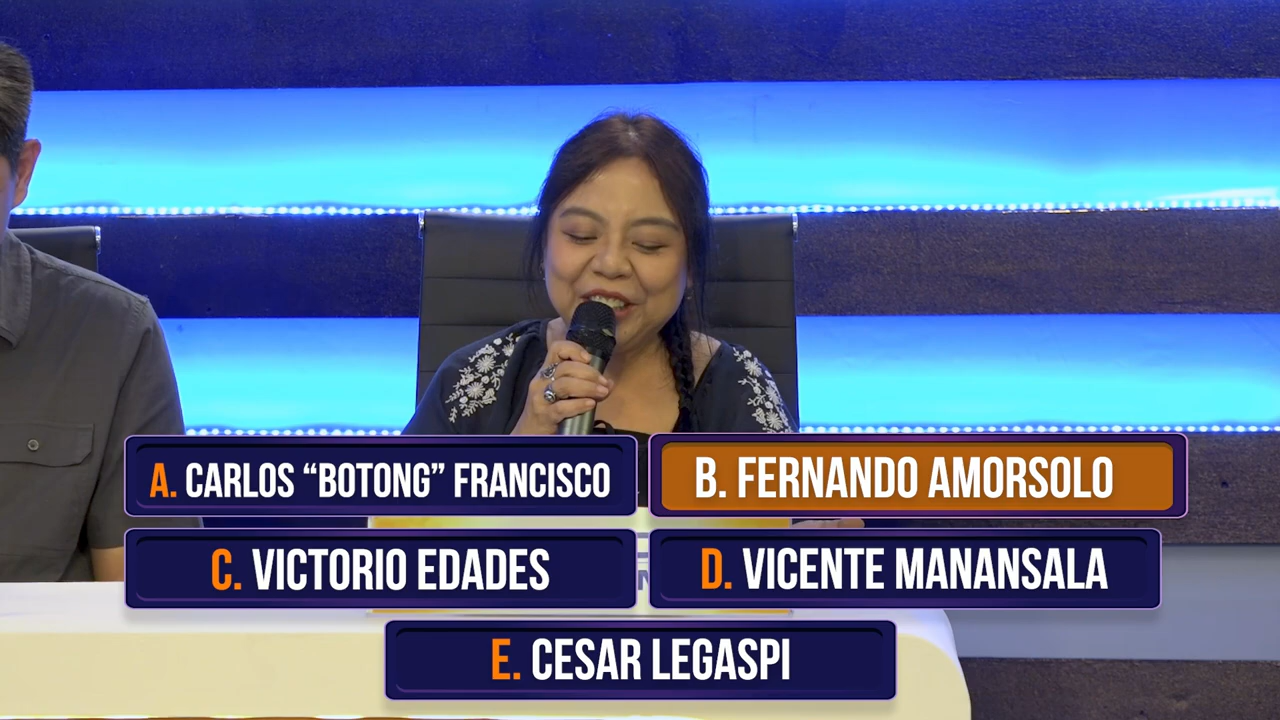 A. CARLOS “BOTONG” FRANCISCO
B. FERNANDO AMORSOLO
C. VICTORIO EDADES
D. VICENTE MANANSALA
E. CESAR LEGASPI